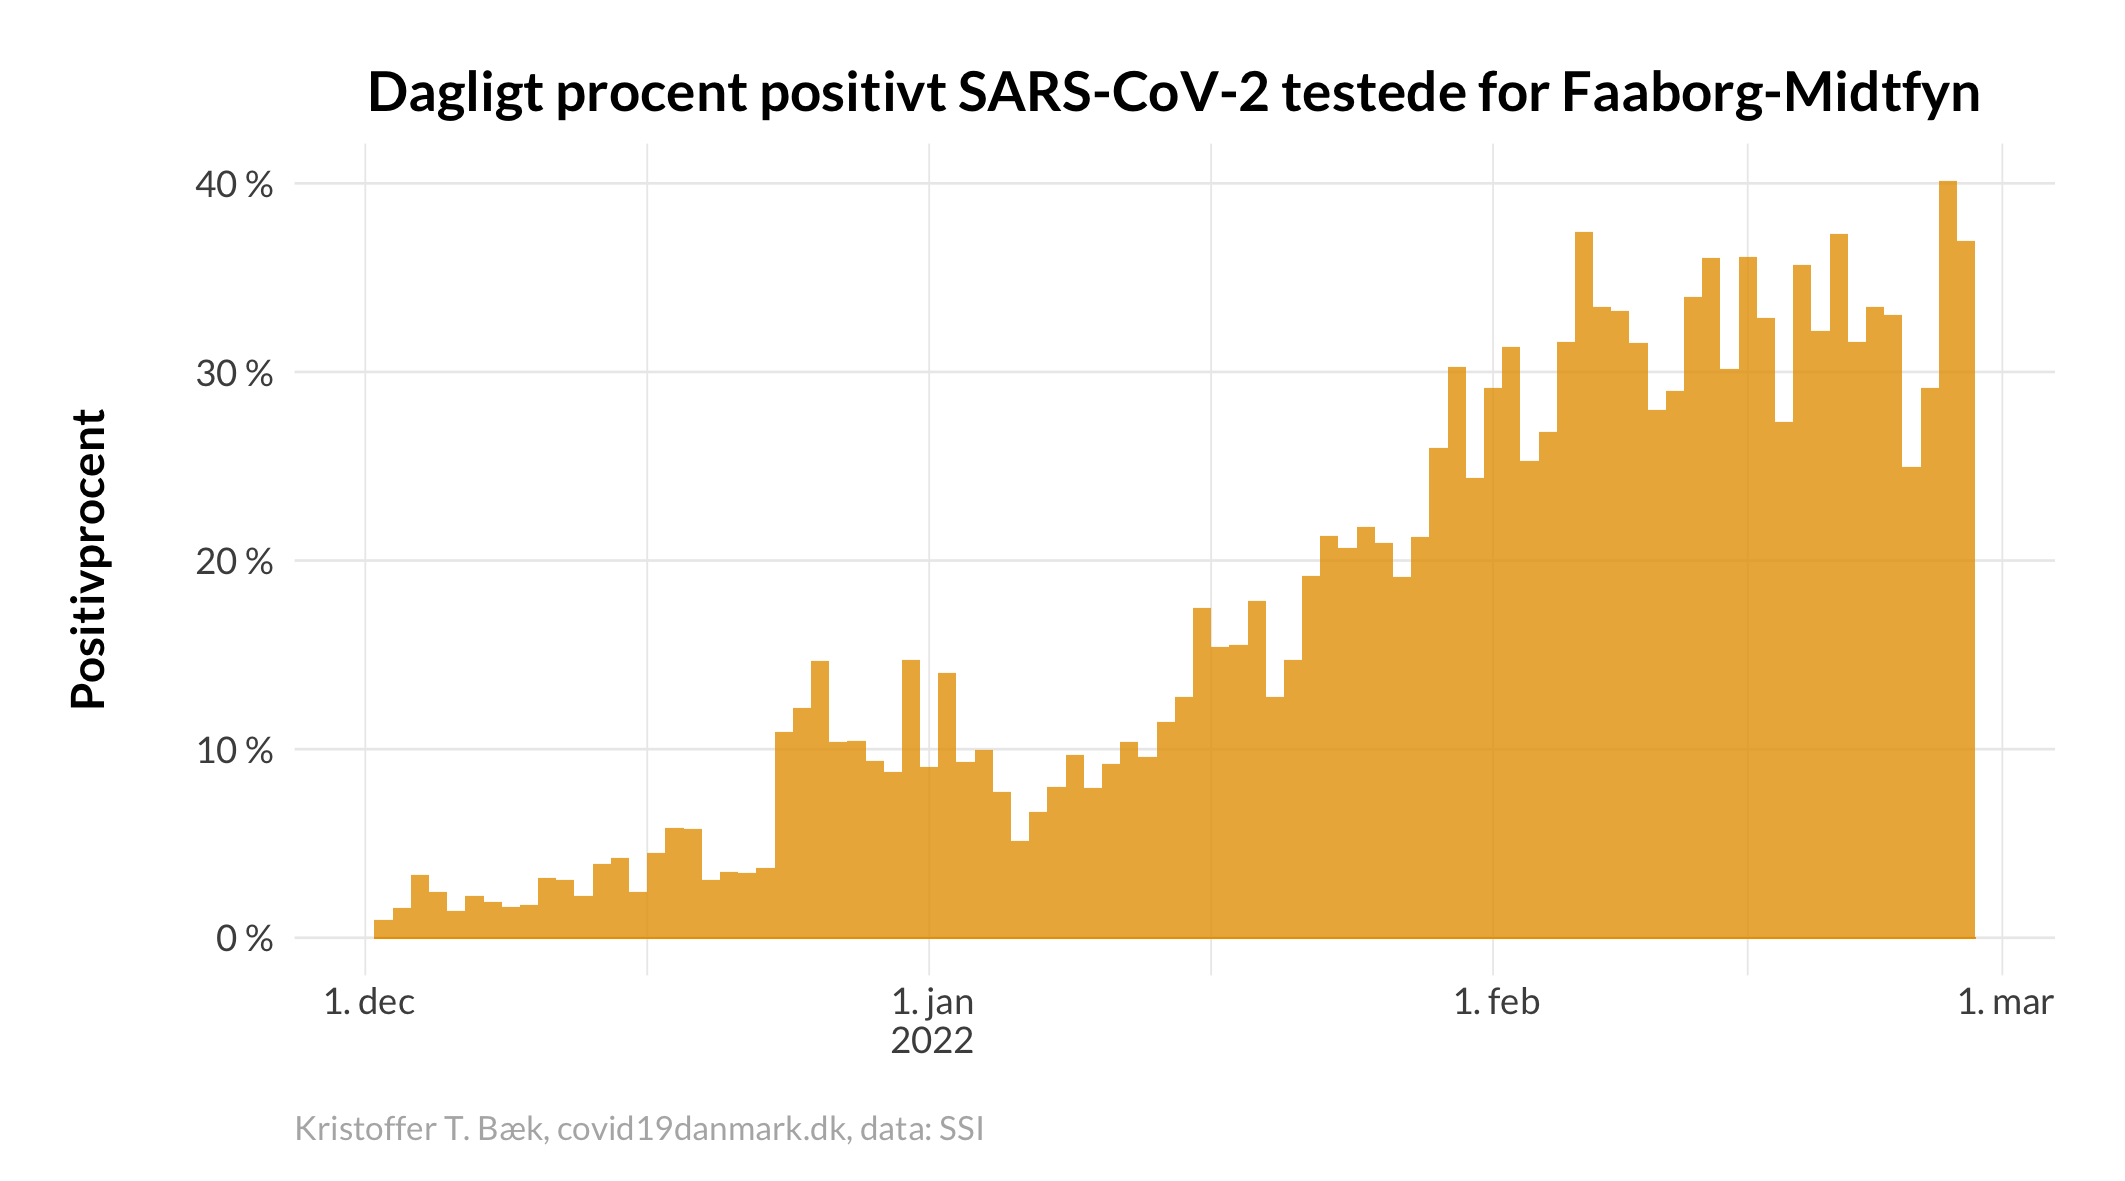 Dagligt procent positivt SARS-CoV-2 testede for Faaborg-Midtfyn
Positivprocent
40 %
30 %
20 %
10 %
0 %
1. dec
1. jan
2022
1. feb
1. mar
Kristoffer T. Bæk, covid19danmark.dk, data: SSI